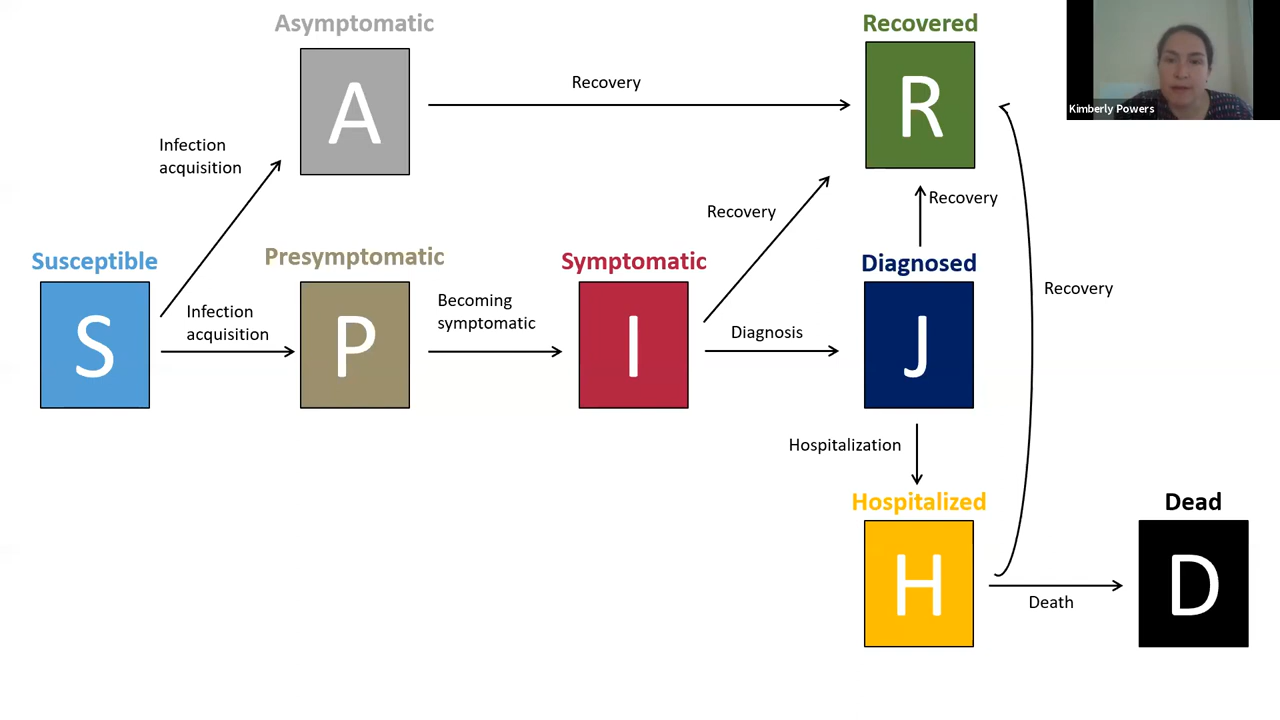 Asymptomatic
A
Recovery
Recovered
R
Kimberly Powers
Infection
acquisition
Recovery
Recovery
Susceptible
S
Infection
acquisition
Presymptomatic
P
Becoming
symptomatic
Symptomatic
I
Diagnosis
Diagnosed
J
Recovery
Hospitalization
Hospitalized
H
Death
Dead
D